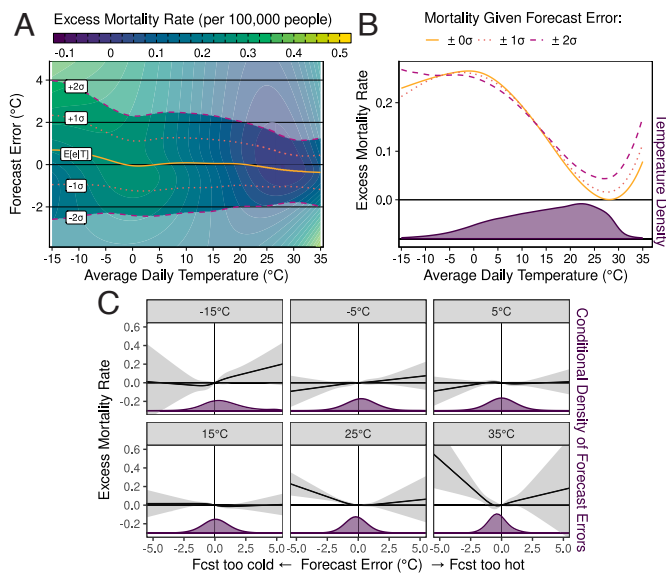 Excess Mortality Rate (per 100,000 people)
-0.1 0.0 0.1 0.2 0.3 0.4 0.5
A
Forecast Error (°C)
4
2
0
-2
+2σ
+1σ
E[e|T]
-1σ
-2σ
-15 -10 -5 0 5 10 15 20 25 30 35
Average Daily Temperature (°C)
B
Mortality Given Forecast Error:
± 0σ ± 1σ ± 2σ
Excess Mortality Rate
0.2
0.1
0.0
Temperature Density
-15 -10 -5 0 5 10 15 20 25 30 35
Average Daily Temperature (°C)
C
-15°C -5°C 5°C
Excess Mortality Rate
0.6
0.4
0.2
0.0
-0.2
15°C 25°C 35°C
0.6
0.4
0.2
0.0
-0.2
Conditional Density of Forecast Errors
-5.0 -2.5 0.0 2.5 5.0 -5.0 -2.5 0.0 2.5 5.0 -5.0 -2.5 0.0 2.5 5.0
Fcst too cold ← Forecast Error (°C) → Fcst too hot